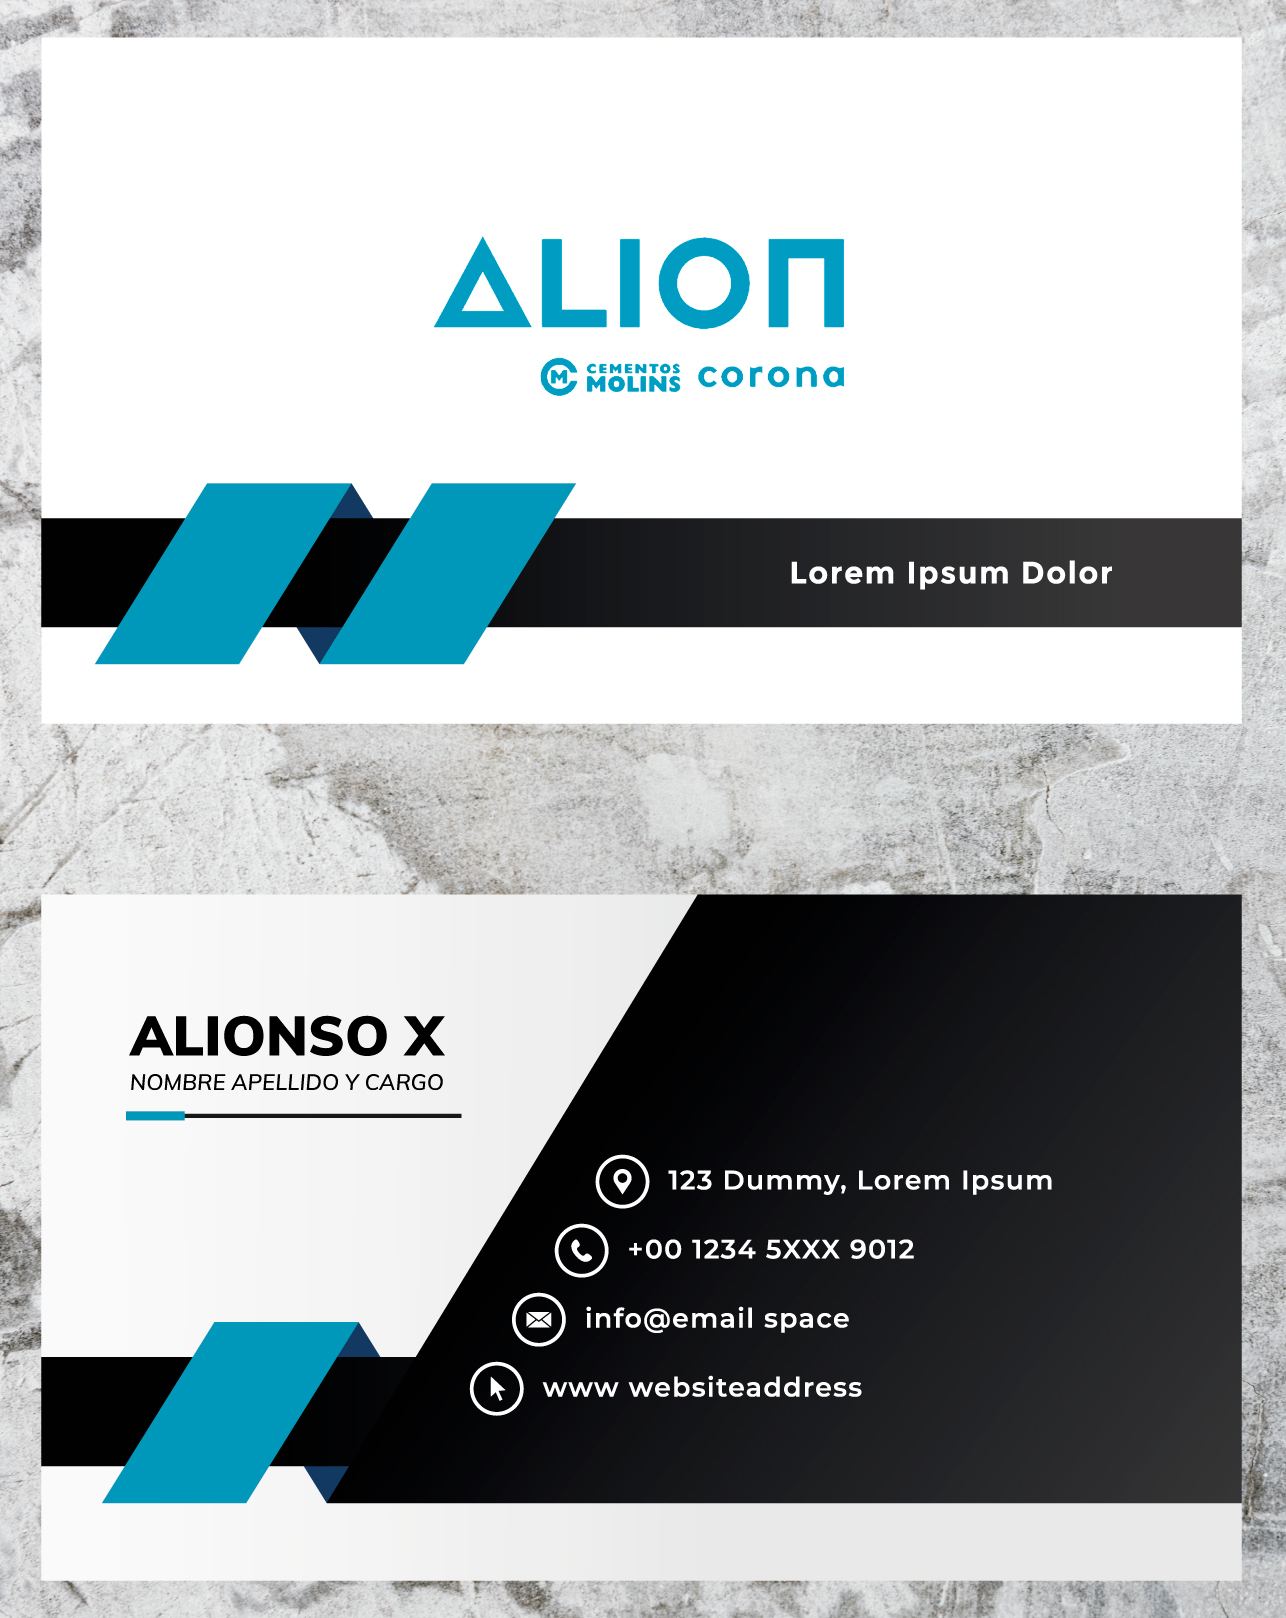 ALION
CEMENTOS
MOLINS corona
Lorem Ipsum Dolor
ALIONSO X
NOMBRE APELLIDO Y CARGO
123 Dummy, Lorem Ipsum
+00 1234 5XXX 9012
info@email space
www websiteaddress